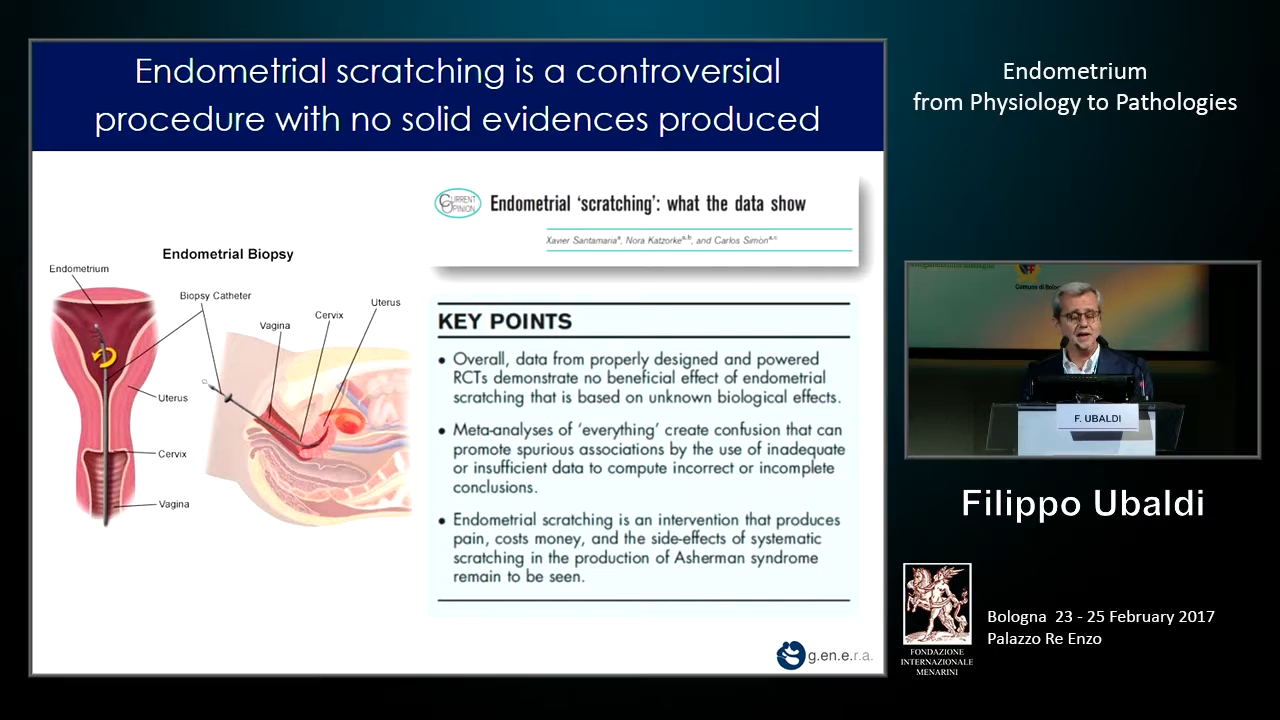 Endometrial scratching is a controversial
procedure with no solid evidences produced
CURRENT
OPINION
Endometrial ‘scratching’: what the data show
Xavier Santamaria^a, Nora Katzorke^a,b, and Carlos Simón^a,c
Endometrial Biopsy
Endometrium
Biopsy Catheter
Uterus
Cervix
Vagina
Uterus
Cervix
Vagina
KEY POINTS
• Overall, data from properly designed and powered
RCTs demonstrate no beneficial effect of endometrial
scratching that is based on unknown biological effects.
• Meta-analyses of ‘everything’ create confusion that can
promote spurious associations by the use of inadequate
or insufficient data to compute incorrect or incomplete
conclusions.
• Endometrial scratching is an intervention that produces
pain, costs money, and the side-effects of systematic
scratching in the production of Asherman syndrome
remain to be seen.
g.en.e.r.a.
Endometrium
from Physiology to Pathologies
F. UBALDI
Filippo Ubaldi
FONDAZIONE
INTERNAZIONALE
MENARINI
Bologna 23 - 25 February 2017
Palazzo Re Enzo